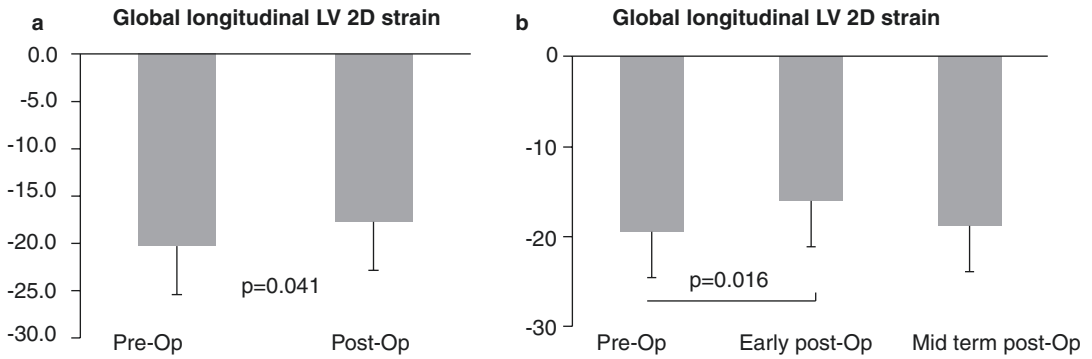 a
Global longitudinal LV 2D strain
0.0
-5.0
-10.0
-15.0
-20.0
-25.0
-30.0
p=0.041
Pre-Op
Post-Op
b
Global longitudinal LV 2D strain
0
-10
-20
-30
p=0.016
Pre-Op
Early post-Op
Mid term post-Op